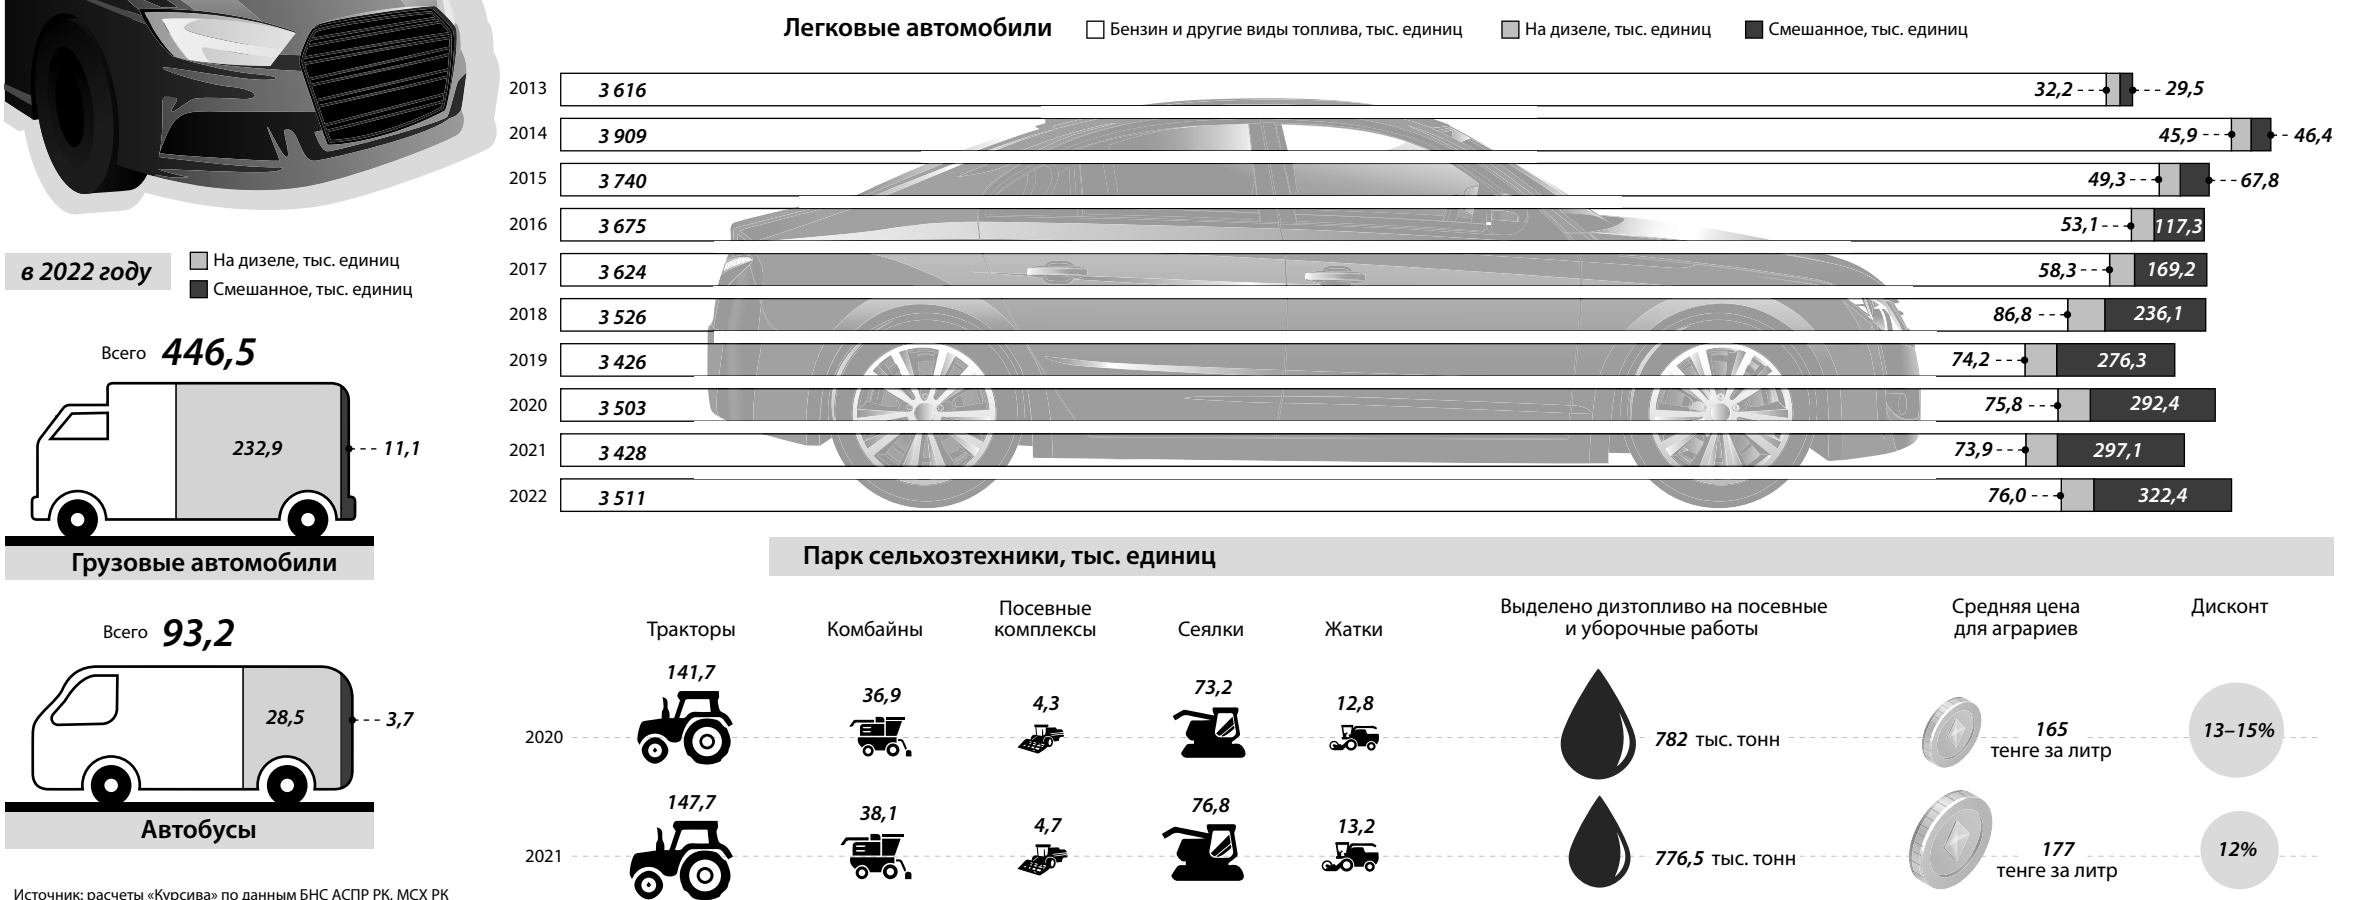 Легковые автомобили
Бензин и другие виды топлива, тыс. единиц
На дизеле, тыс. единиц
Смешанное, тыс. единиц
2013 3 616 32,2 29,5
2014 3 909 45,9 46,4
2015 3 740 49,3 67,8
2016 3 675 53,1 117,3
2017 3 624 58,3 169,2
2018 3 526 86,8 236,1
2019 3 426 74,2 276,3
2020 3 503 75,8 292,4
2021 3 428 73,9 297,1
2022 3 511 76,0 322,4
в 2022 году
На дизеле, тыс. единиц
Смешанное, тыс. единиц
Всего 446,5
232,9
11,1
Грузовые автомобили
Всего 93,2
28,5
3,7
Автобусы
Источник: расчеты «Курсива» по данным БНС АСПР РК, МСХ РК
Парк сельхозтехники, тыс. единиц
Тракторы
Комбайны
Посевные
комплексы
Сеялки
Жатки
Выделено дизтопливо на посевные
и уборочные работы
Средняя цена
для аграриев
Дисконт
2020
141,7
36,9
4,3
73,2
12,8
782 тыс. тонн
165
тенге за литр
13–15%
2021
147,7
38,1
4,7
76,8
13,2
776,5 тыс. тонн
177
тенге за литр
12%